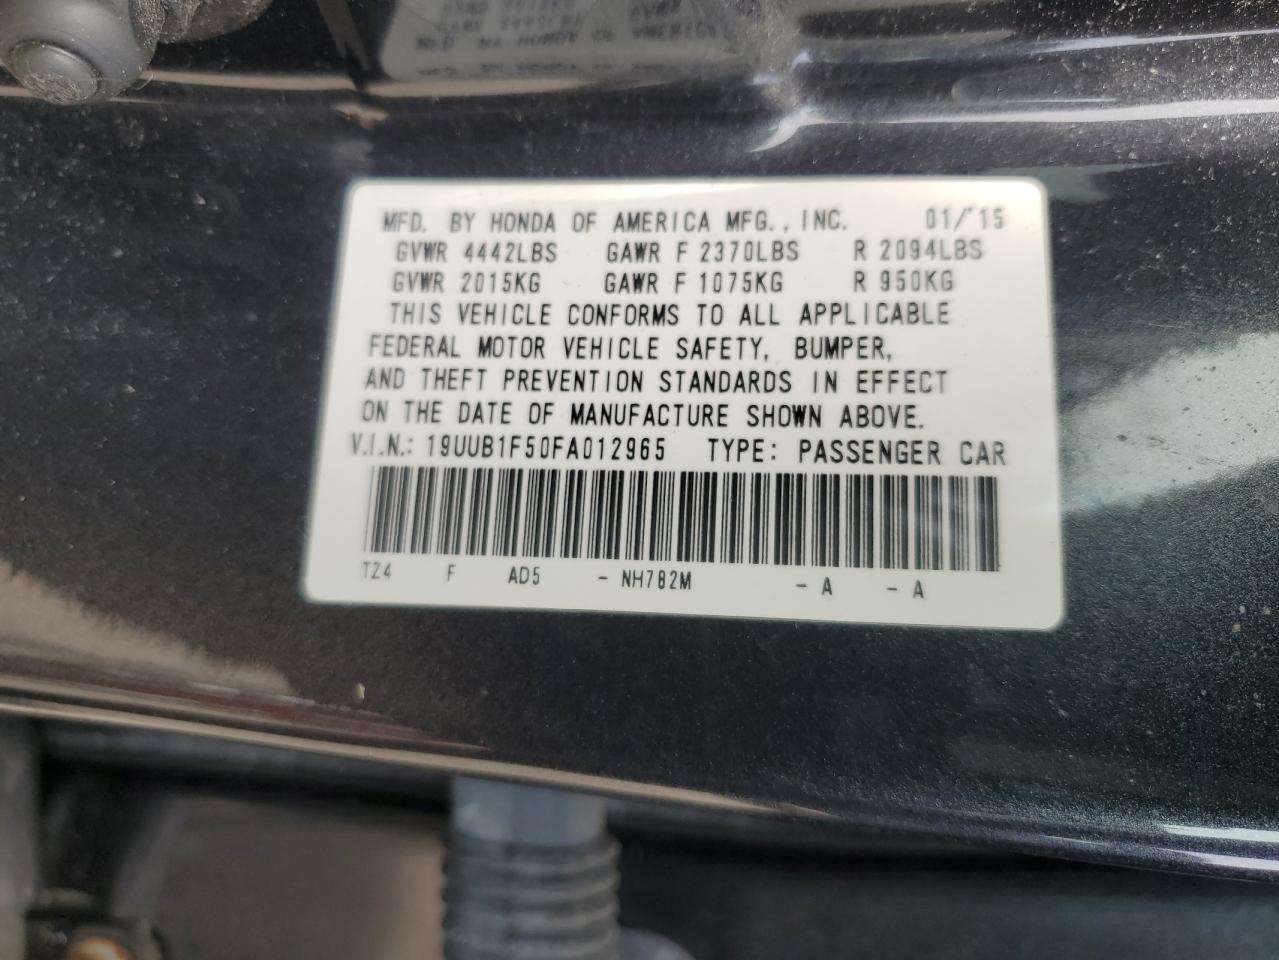 MFD. BY HONDA OF AMERICA MFG., INC. 01/'15
GVWR 4442LBS GAWR F 2370LBS R 2094LBS
GVWR 2015KG GAWR F 1075KG R 950KG
THIS VEHICLE CONFORMS TO ALL APPLICABLE
FEDERAL MOTOR VEHICLE SAFETY, BUMPER,
AND THEFT PREVENTION STANDARDS IN EFFECT
ON THE DATE OF MANUFACTURE SHOWN ABOVE.
V.I.N.: 19UUB1F50FA012965 TYPE: PASSENGER CAR
TZ4 F AD5 - NH782M - A - A